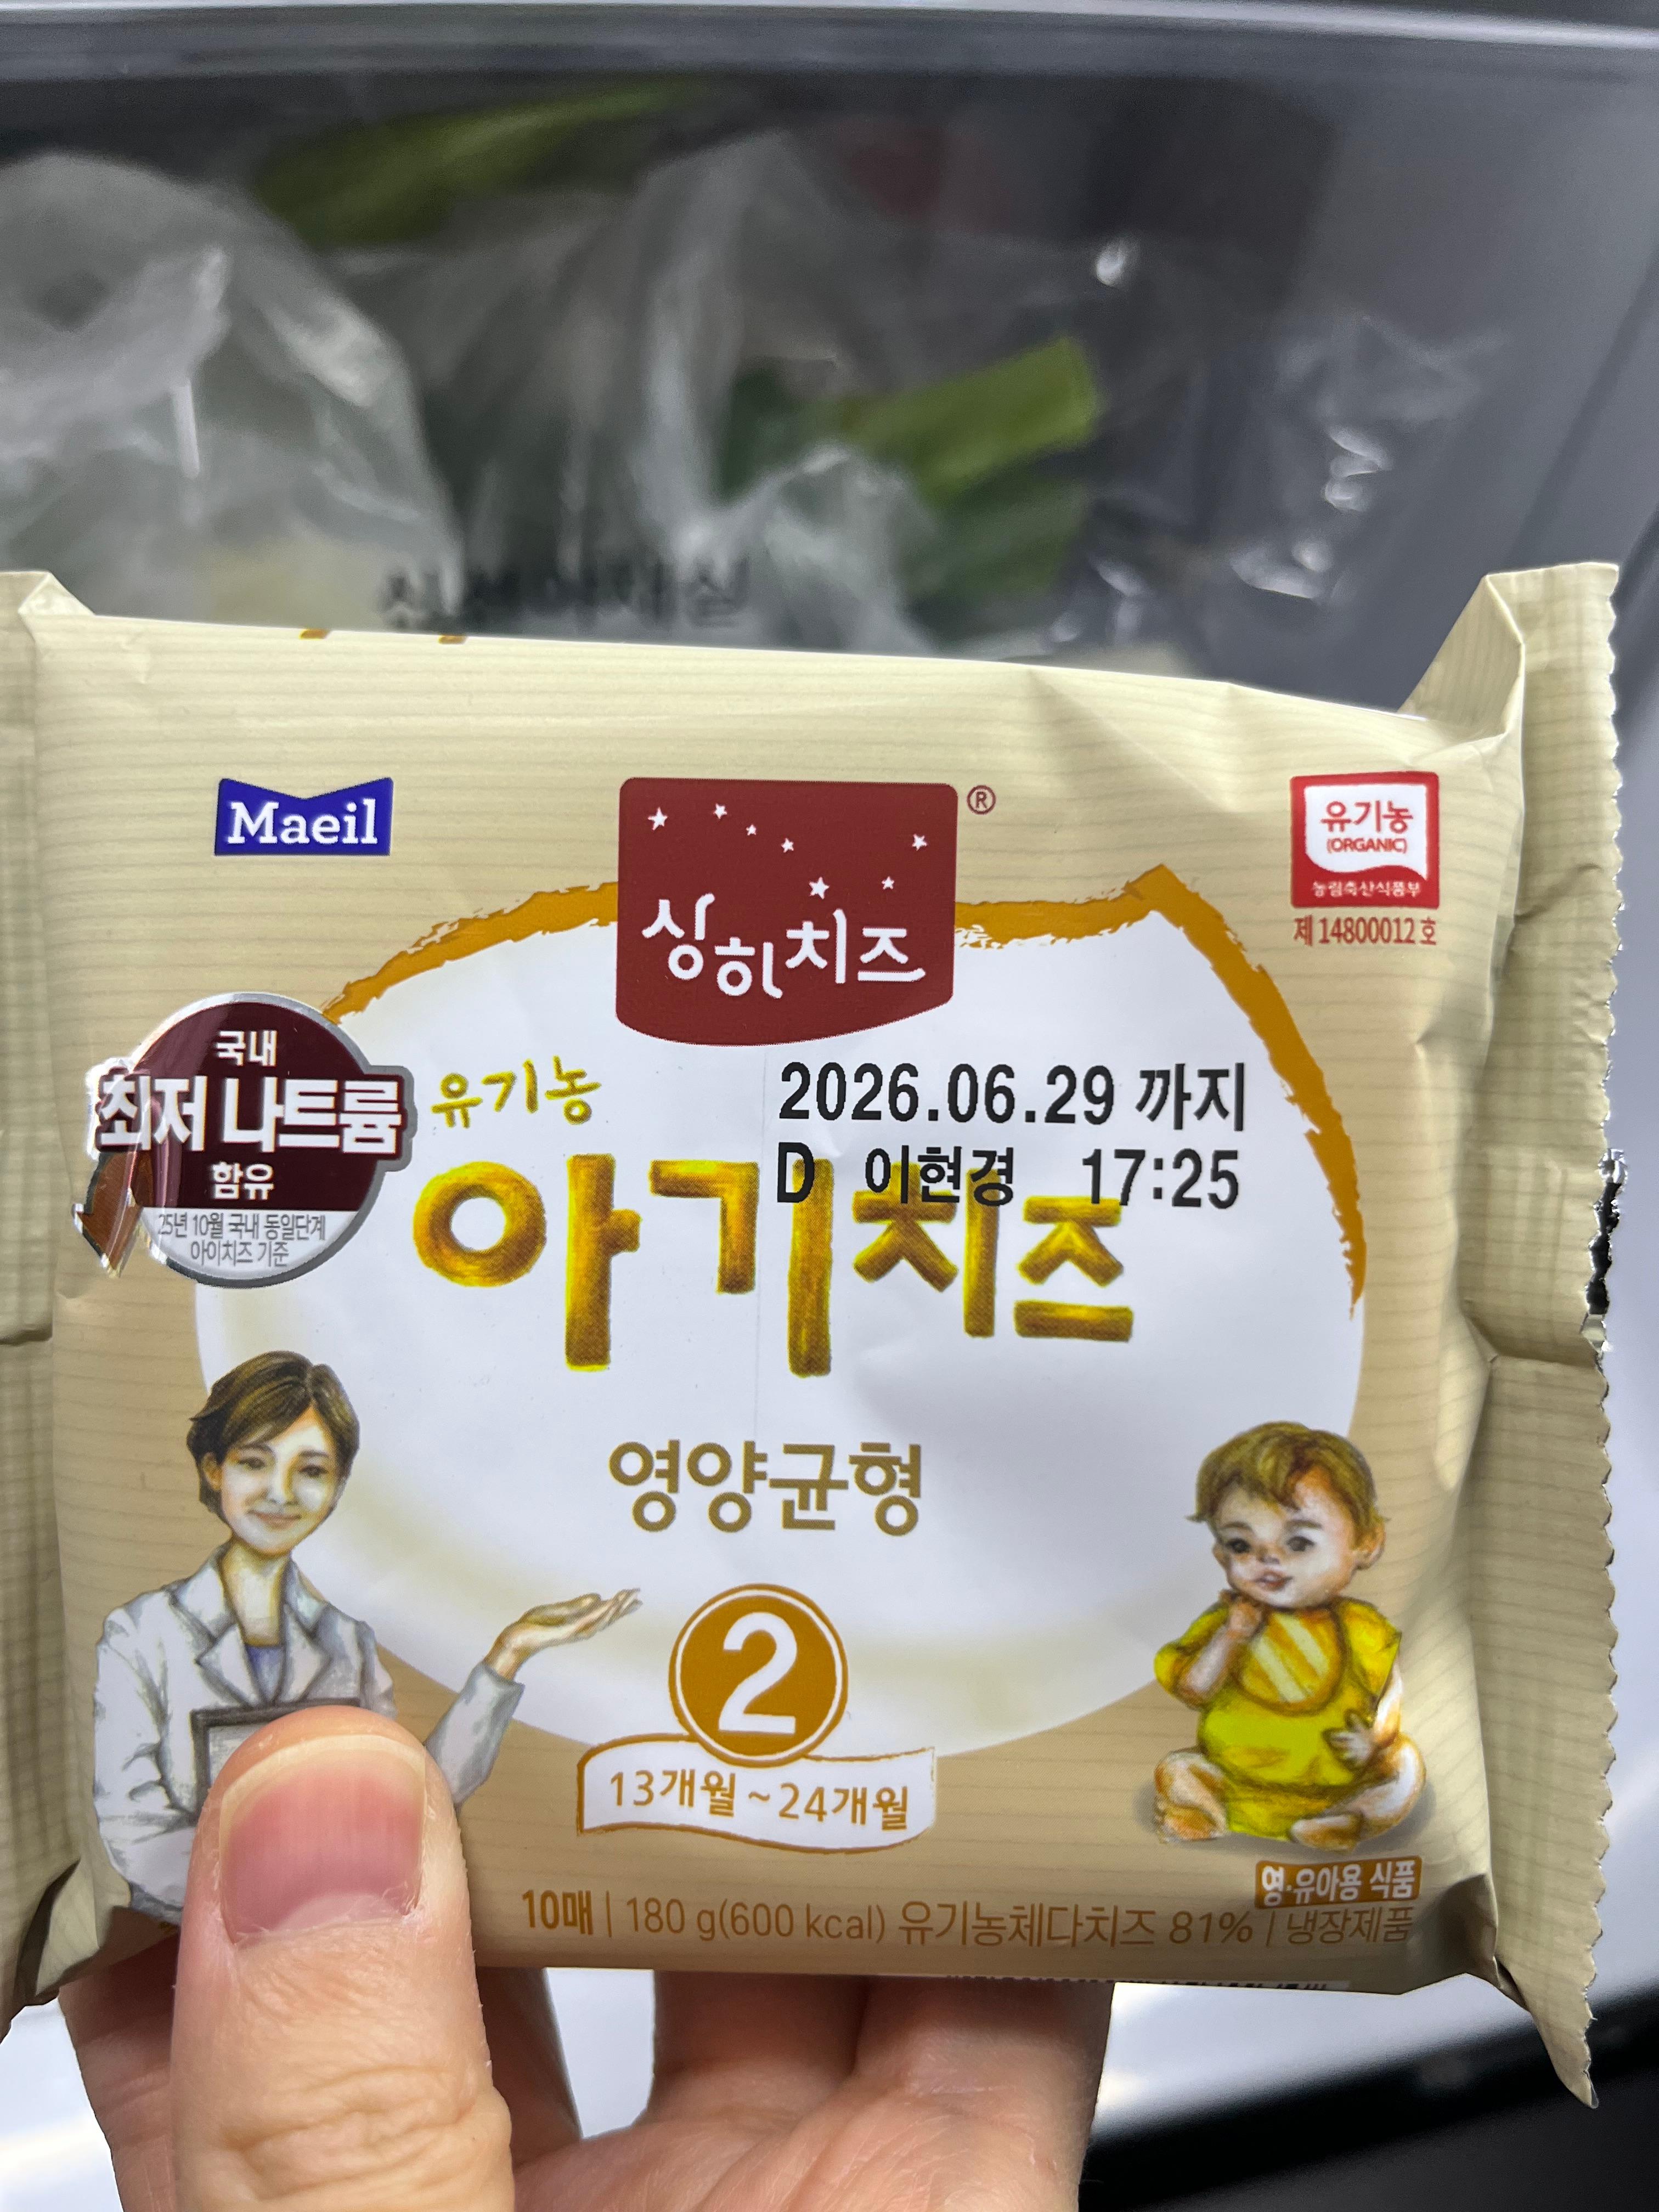 Maeil
상하치즈
®
유기농
(ORGANIC)
농림축산식품부
제 14800012 호
국내
최저 나트륨
함유
25년 10월 국내 동일단계
아이치즈 기준
유기농
2026.06.29 까지
D 이현경 17:25
아기치즈
영양균형
2
13개월 ~ 24개월
영·유아용 식품
10매 | 180 g(600 kcal) 유기농체다치즈 81% | 냉장제품